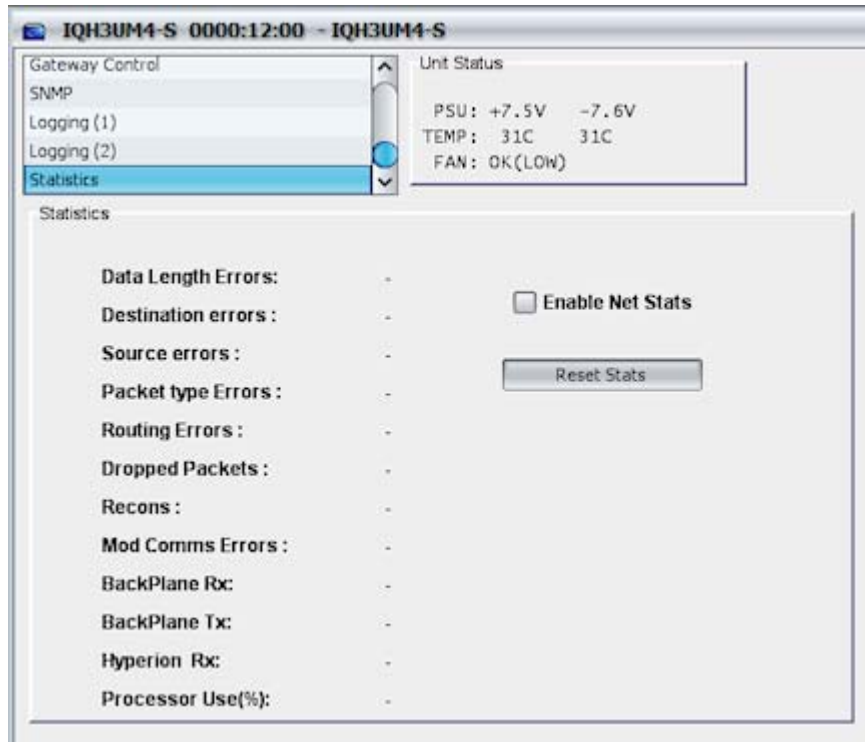 IQH3UM4-S 0000:12:00 - IQH3UM4-S
Gateway Control
SNMP
Logging (1)
Logging (2)
Statistics
Unit Status
PSU: +7.5V -7.6V
TEMP: 31C 31C
FAN: OK(LOW)
Statistics
Data Length Errors: -
Destination errors : -
Source errors : -
Packet type Errors : -
Routing Errors : -
Dropped Packets : -
Recons : -
Mod Comms Errors : -
BackPlane Rx: -
BackPlane Tx: -
Hyperion Rx: -
Processor Use(%): -
Enable Net Stats
Reset Stats